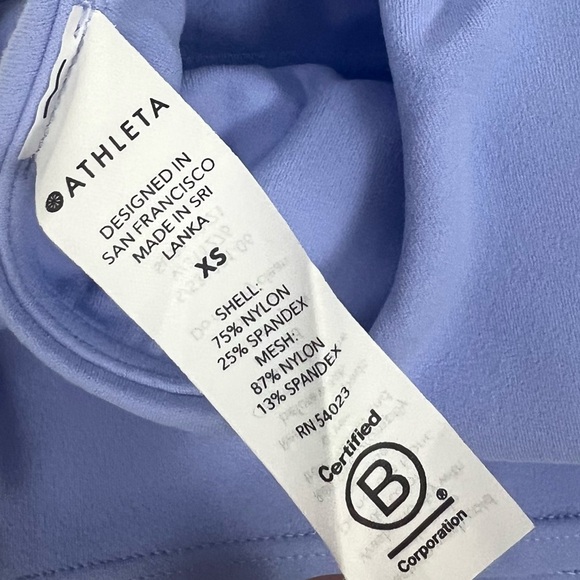 ATHLETA
DESIGNED IN
SAN FRANCISCO
MADE IN SRI
LANKA
XS
SHELL:
75% NYLON
25% SPANDEX
MESH:
87% NYLON
13% SPANDEX
RN 54023
Certified
B
®
Corporation